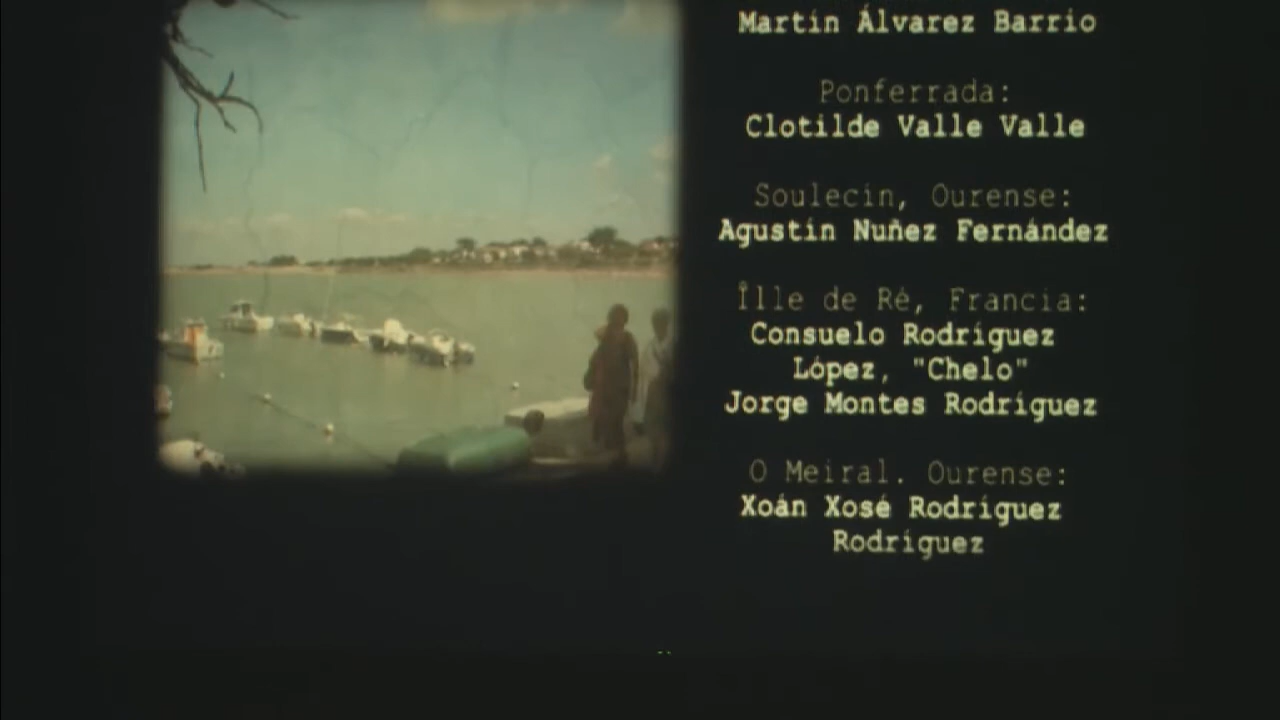 Martín Álvarez Barrio
Ponferrada:
Clotilde Valle Valle
Soulecín, Ourense:
Agustín Nuñez Fernández
Îlle de Ré, Francia:
Consuelo Rodríguez
López, "Chelo"
Jorge Montes Rodríguez
O Meiral. Ourense:
Xoán Xosé Rodríguez
Rodríguez